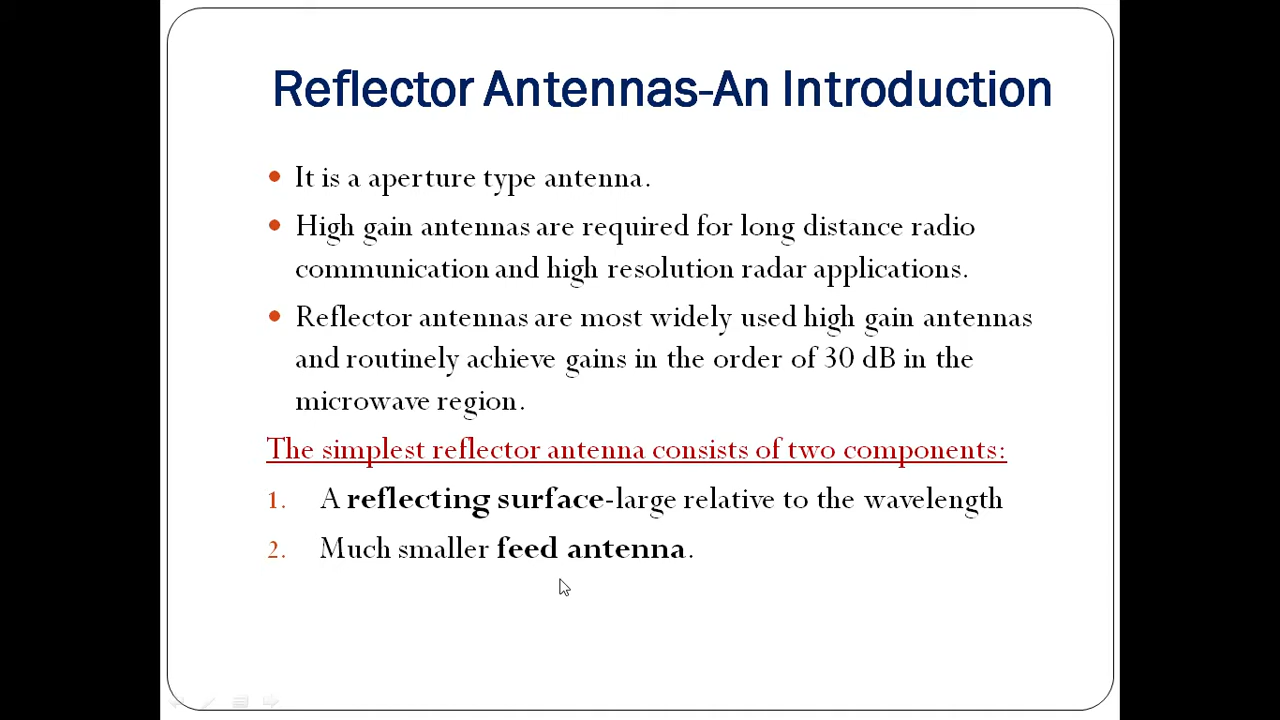 Reflector Antennas-An Introduction
• It is a aperture type antenna.
• High gain antennas are required for long distance radio
communication and high resolution radar applications.
• Reflector antennas are most widely used high gain antennas
and routinely achieve gains in the order of 30 dB in the
microwave region.
The simplest reflector antenna consists of two components:
1. A reflecting surface-large relative to the wavelength
2. Much smaller feed antenna.